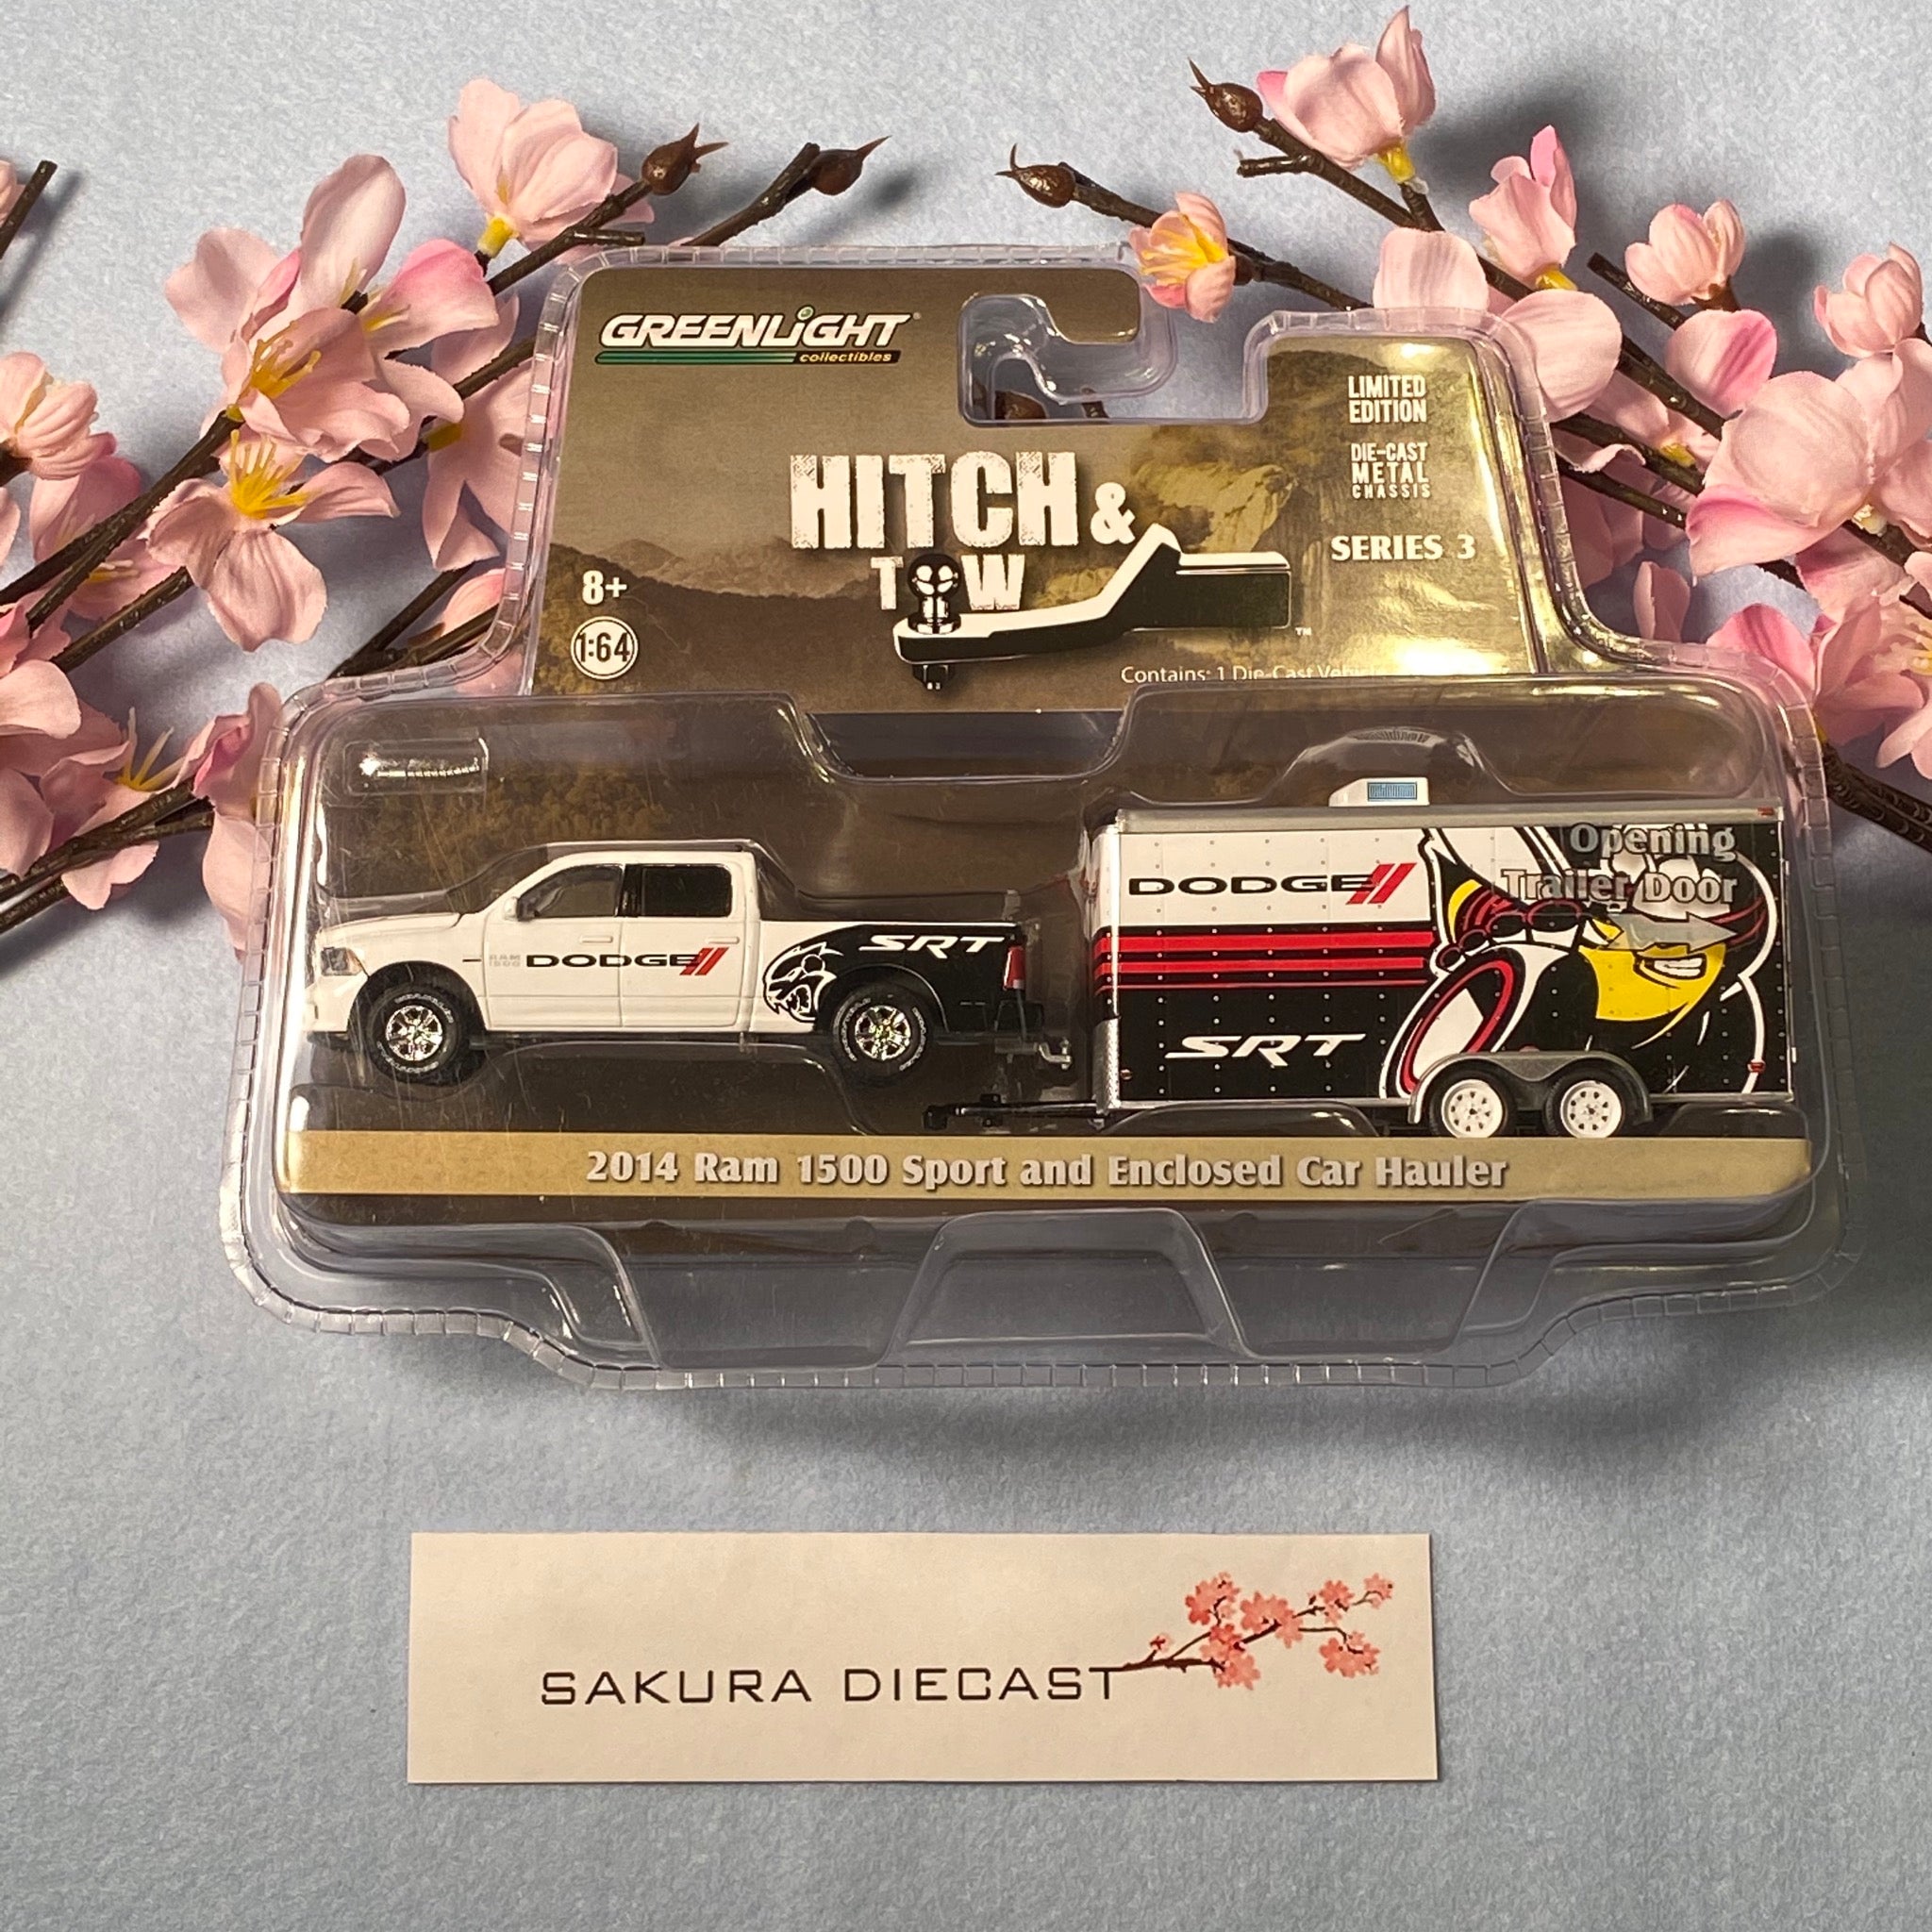 GREENLiGHT
collectibles
LIMITED
EDITION
DIE-CAST
METAL
CHASSIS
SERIES 3
HITCH &
TOW
™
8+
1:64
Contains: 1 Die-Cast
Opening
Trailer Door
DODGE
SRT
RAM
1500 DODGE
SRT
2014 Ram 1500 Sport and Enclosed Car Hauler
SAKURA DIECAST